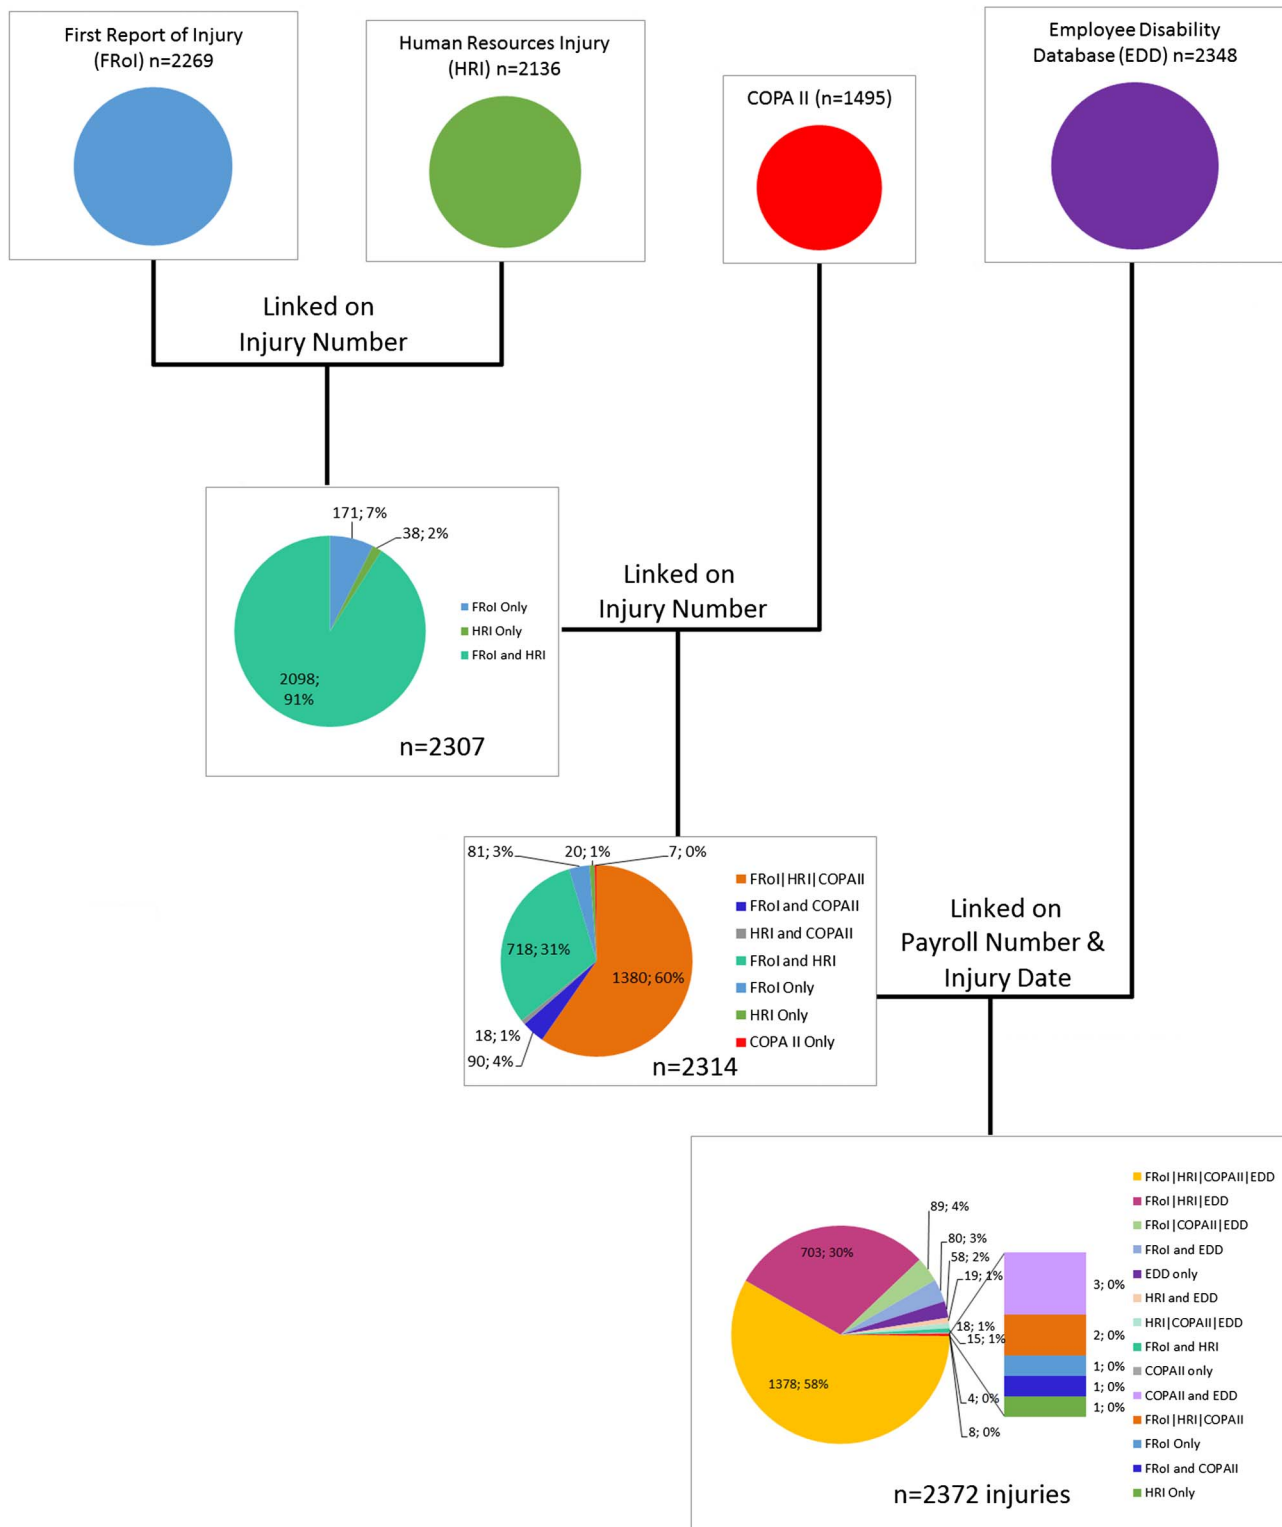 First Report of Injury
(FRoI) n=2269
Human Resources Injury
(HRI) n=2136
COPA II (n=1495)
Employee Disability
Database (EDD) n=2348
Linked on
Injury Number
171; 7%
38; 2%
2098;
91%
FRoI Only
HRI Only
FRoI and HRI
n=2307
Linked on
Injury Number
81; 3%
20; 1%
7; 0%
718; 31%
1380; 60%
18; 1%
90; 4%
FRoI|HRI|COPAII
FRoI and COPAII
HRI and COPAII
FRoI and HRI
FRoI Only
HRI Only
COPA II Only
n=2314
Linked on
Payroll Number &
Injury Date
703; 30%
1378; 58%
89; 4%
80; 3%
58; 2%
19; 1%
18; 1%
15; 1%
4; 0%
8; 0%
3; 0%
2; 0%
1; 0%
1; 0%
1; 0%
FRoI|HRI|COPAII|EDD
FRoI|HRI|EDD
FRoI|COPAII|EDD
FRoI and EDD
EDD only
HRI and EDD
HRI|COPAII|EDD
FRoI and HRI
COPAII only
COPAII and EDD
FRoI|HRI|COPAII
FRoI Only
FRoI and COPAII
HRI Only
n=2372 injuries